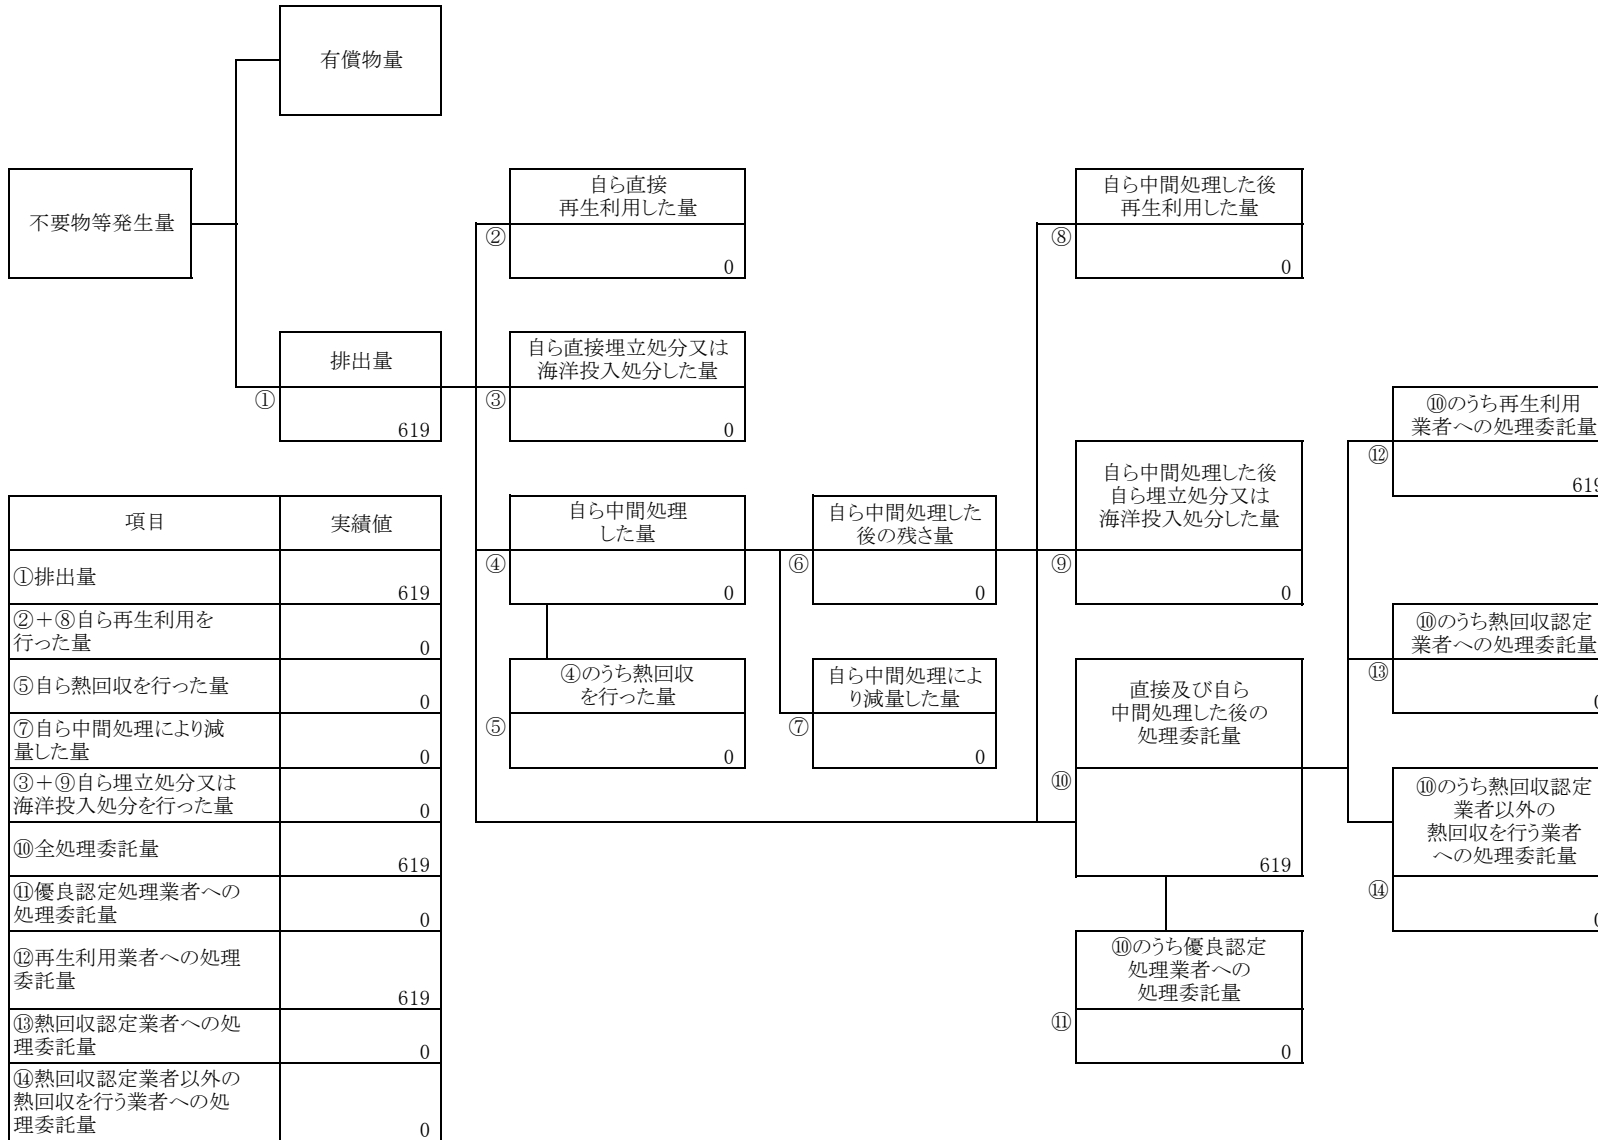 有償物量
不要物等発生量
自ら直接
再生利用した量
②
0
自ら中間処理した後
再生利用した量
⑧
0
排出量
①
619
自ら直接埋立処分又は
海洋投入処分した量
③
0
⑩のうち再生利用
業者への処理委託量
⑫
619
自ら中間処理
した量
④
0
自ら中間処理した
後の残さ量
⑥
0
自ら中間処理した後
自ら埋立処分又は
海洋投入処分した量
⑨
0
⑩のうち熱回収認定
業者への処理委託量
⑬
0
④のうち熱回収
を行った量
⑤
0
自ら中間処理によ
り減量した量
⑦
0
直接及び自ら
中間処理した後の
処理委託量
⑩
619
⑩のうち熱回収認定
業者以外の
熱回収を行う業者
への処理委託量
⑭
0
⑩のうち優良認定
処理業者への
処理委託量
⑪
0
項目 実績値
①排出量
619
②＋⑧自ら再生利用を
行った量
0
⑤自ら熱回収を行った量
0
⑦自ら中間処理により減
量した量
0
③＋⑨自ら埋立処分又は
海洋投入処分を行った量
0
⑩全処理委託量
619
⑪優良認定処理業者への
処理委託量
0
⑫再生利用業者への処理
委託量
619
⑬熱回収認定業者への処
理委託量
0
⑭熱回収認定業者以外の
熱回収を行う業者への処
理委託量
0